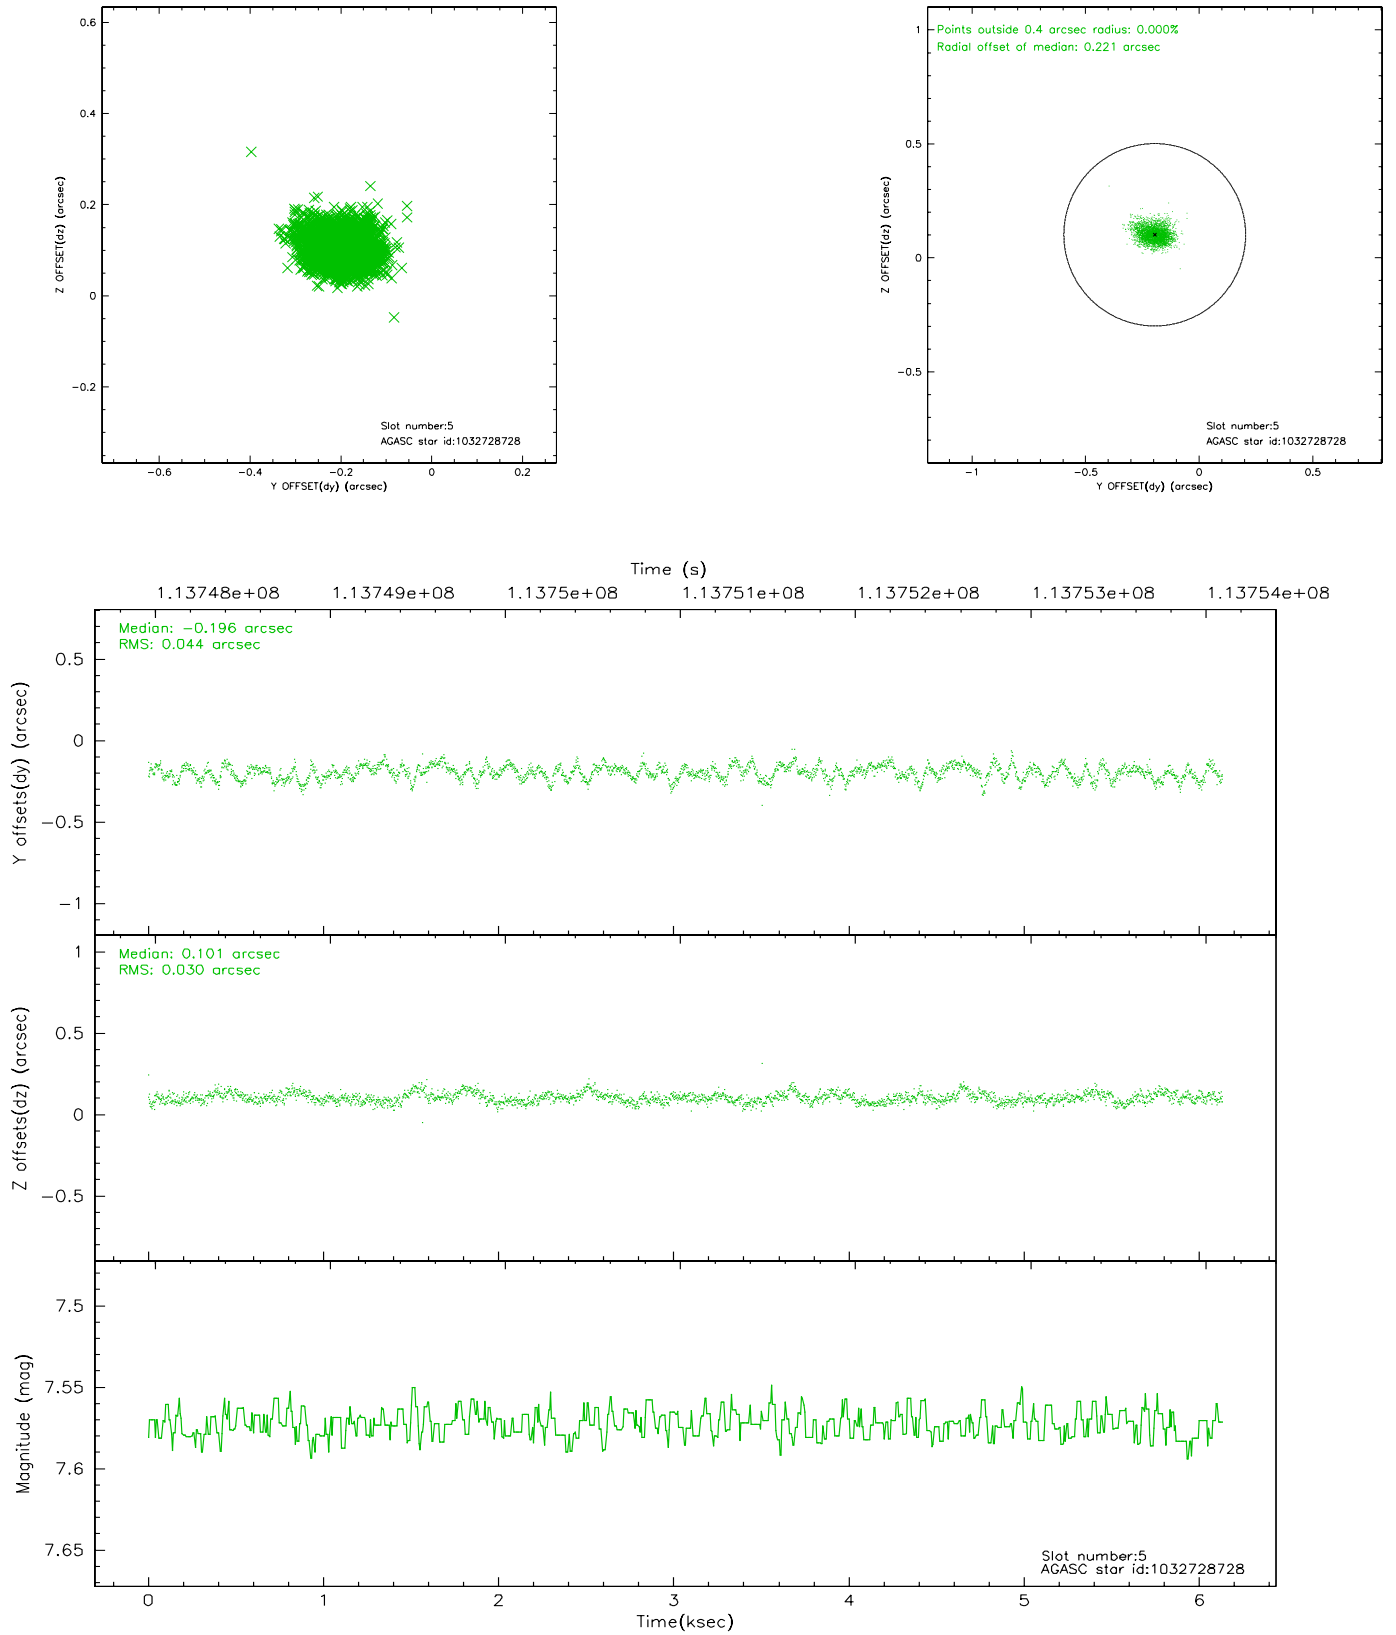 0.6
0.4
0.2
0
−0.2
Z OFFSET(dz) (arcsec)
Slot number:5
AGASC star id:1032728728
−0.6 −0.4 −0.2 0 0.2
Y OFFSET(dy) (arcsec)
Points outside 0.4 arcsec radius: 0.000%
Radial offset of median: 0.221 arcsec
1
0.5
0
−0.5
Z OFFSET(dz) (arcsec)
Slot number:5
AGASC star id:1032728728
−1 −0.5 0 0.5
Y OFFSET(dy) (arcsec)
Time (s)
1.13748e+08 1.13749e+08 1.1375e+08 1.13751e+08 1.13752e+08 1.13753e+08 1.13754e+08
Median: −0.196 arcsec
RMS: 0.044 arcsec
0.5
0
−0.5
−1
Y offsets(dy) (arcsec)
Median: 0.101 arcsec
RMS: 0.030 arcsec
1
0.5
0
−0.5
Z offsets(dz) (arcsec)
7.5
7.55
7.6
7.65
Magnitude (mag)
Slot number:5
AGASC star id:1032728728
0 1 2 3 4 5 6
Time(ksec)